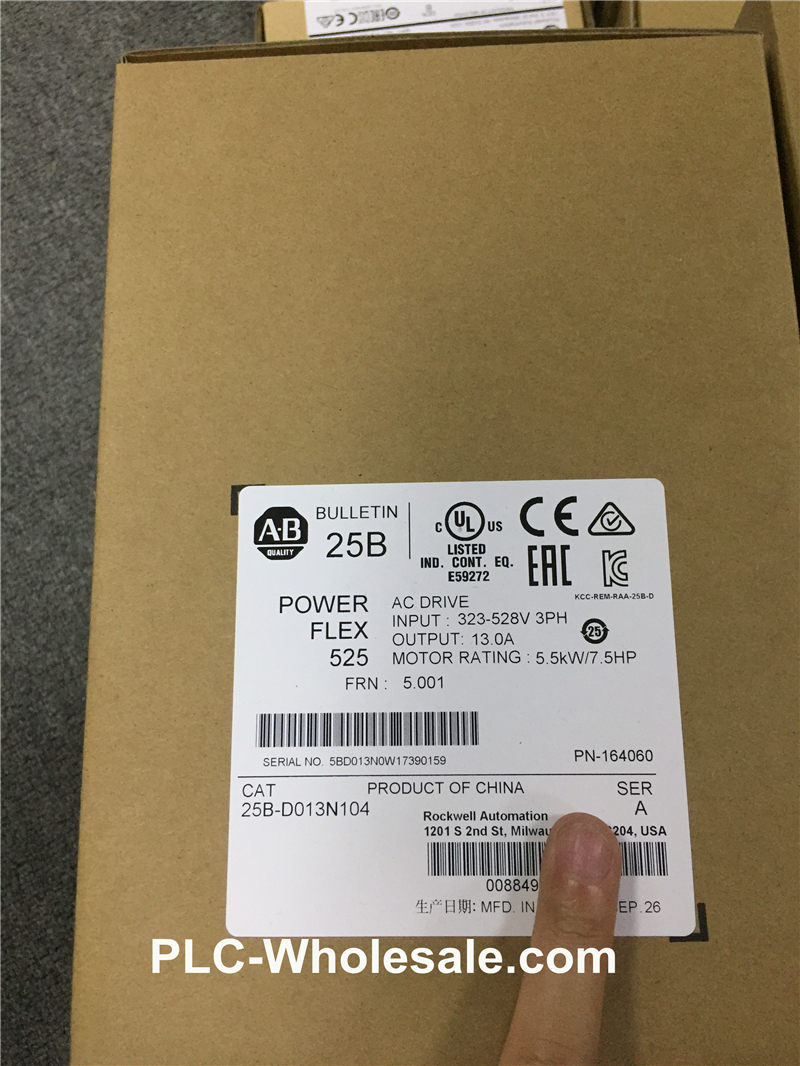 A-B
QUALITY
BULLETIN
25B
C UL US
LISTED
IND. CONT. EQ.
E59272
CE
EAC
KCC-REM-RAA-25B-D
POWER
FLEX
525
AC DRIVE
INPUT : 323-528V 3PH
OUTPUT: 13.0A
MOTOR RATING : 5.5kW/7.5HP
25
FRN : 5.001
SERIAL NO. 5BD013N0W17390159
PN-164060
CAT
25B-D013N104
PRODUCT OF CHINA
SER
A
Rockwell Automation
1201 S 2nd St, Milwau 204, USA
008849
生产日期: MFD. IN EP.26
PLC-Wholesale.com